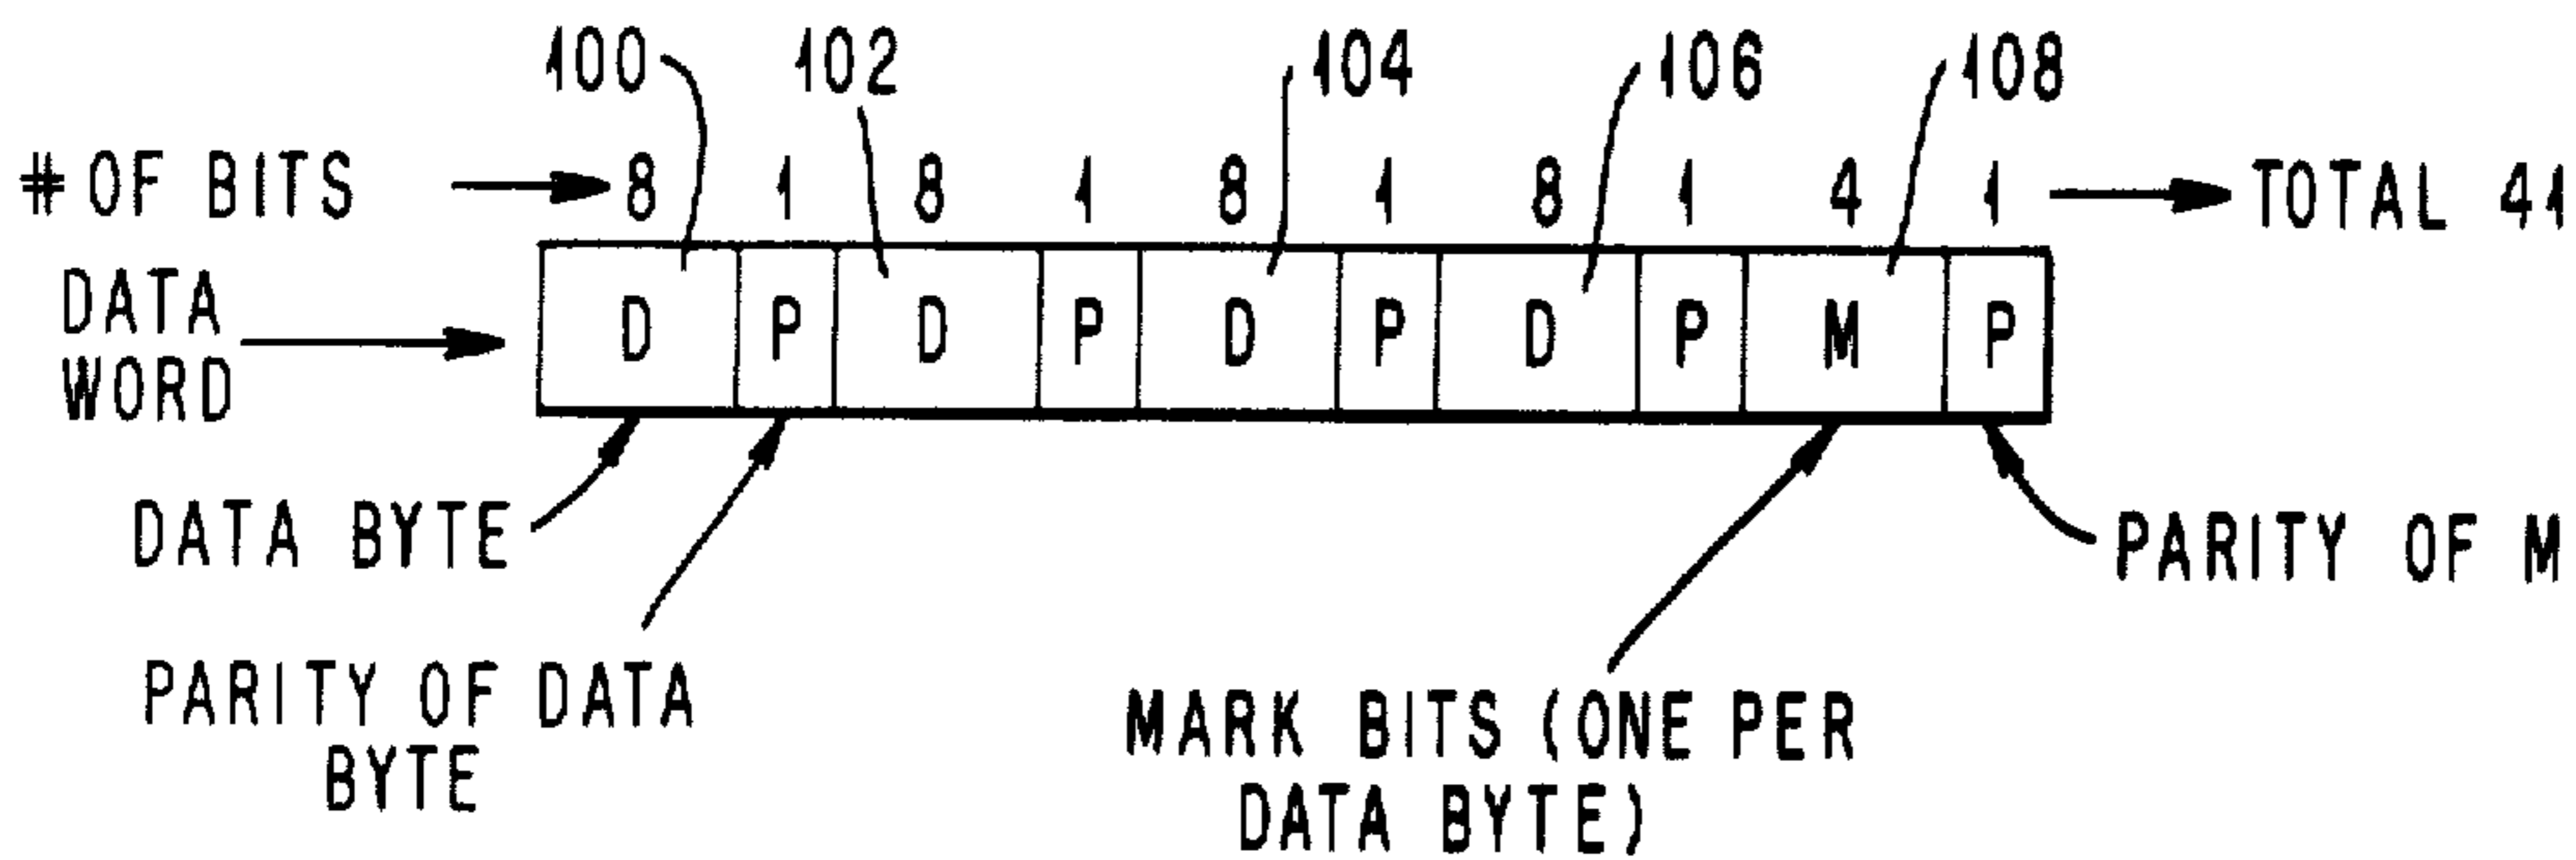 100 102 104 106 108
# OF BITS 8 1 8 1 8 1 8 1 4 1 TOTAL 41
DATA
WORD
D P D P D P D P M P
DATA BYTE
PARITY OF M
PARITY OF DATA
BYTE
MARK BITS (ONE PER
DATA BYTE)